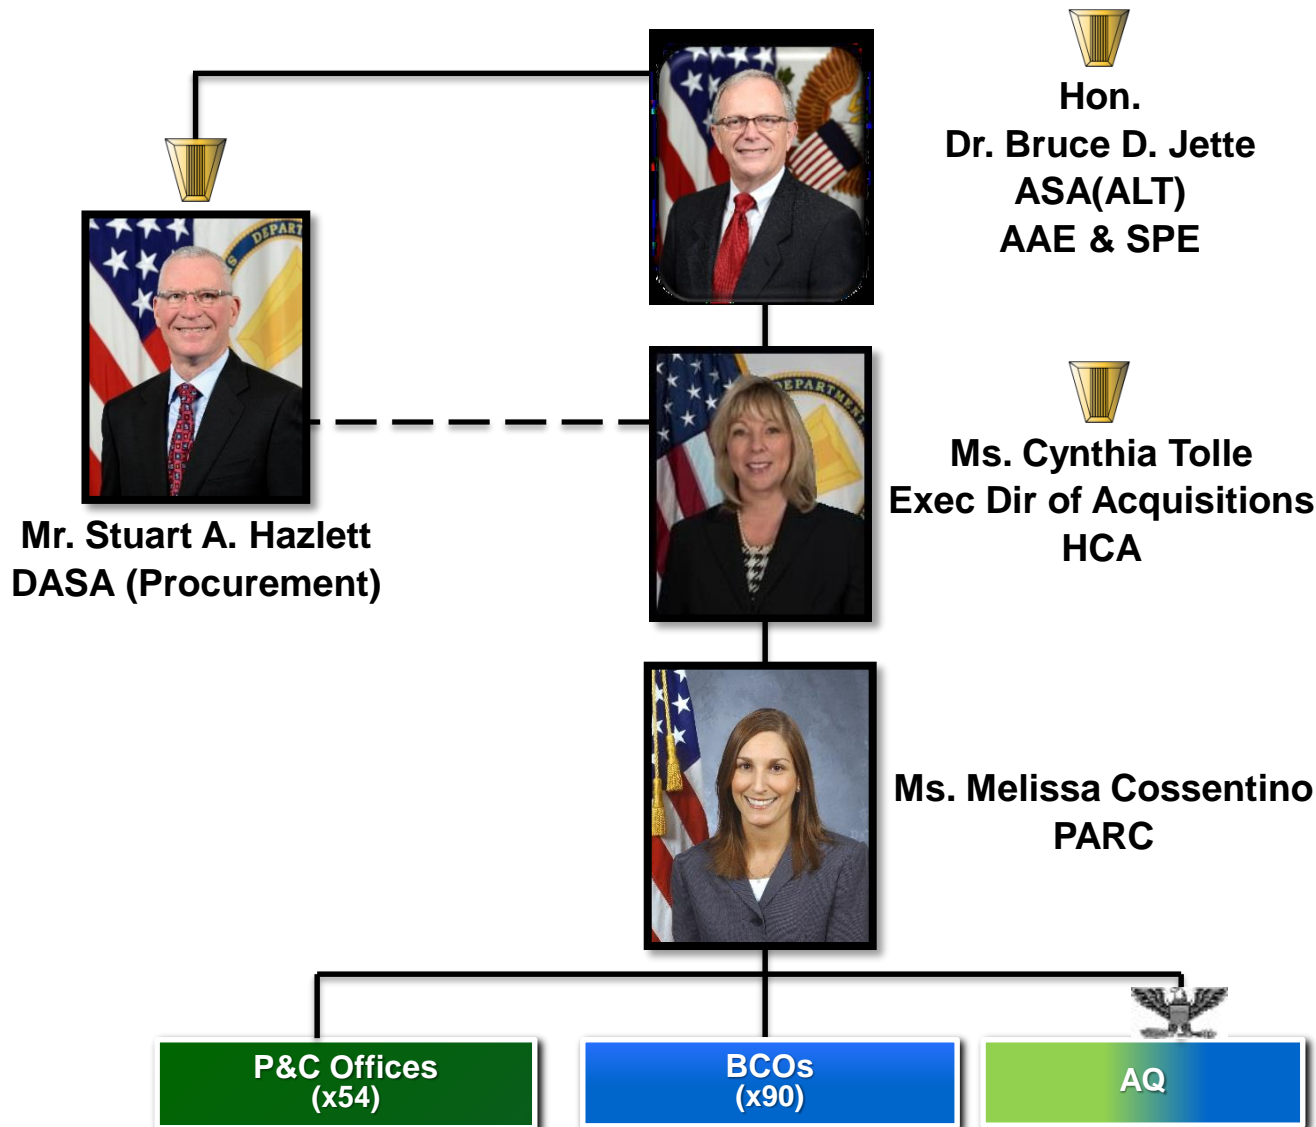 Hon.
Dr. Bruce D. Jette
ASA(ALT)
AAE & SPE
Mr. Stuart A. Hazlett
DASA (Procurement)
Ms. Cynthia Tolle
Exec Dir of Acquisitions
HCA
Ms. Melissa Cossentino
PARC
P&C Offices
(x54)
BCOs
(x90)
AQ